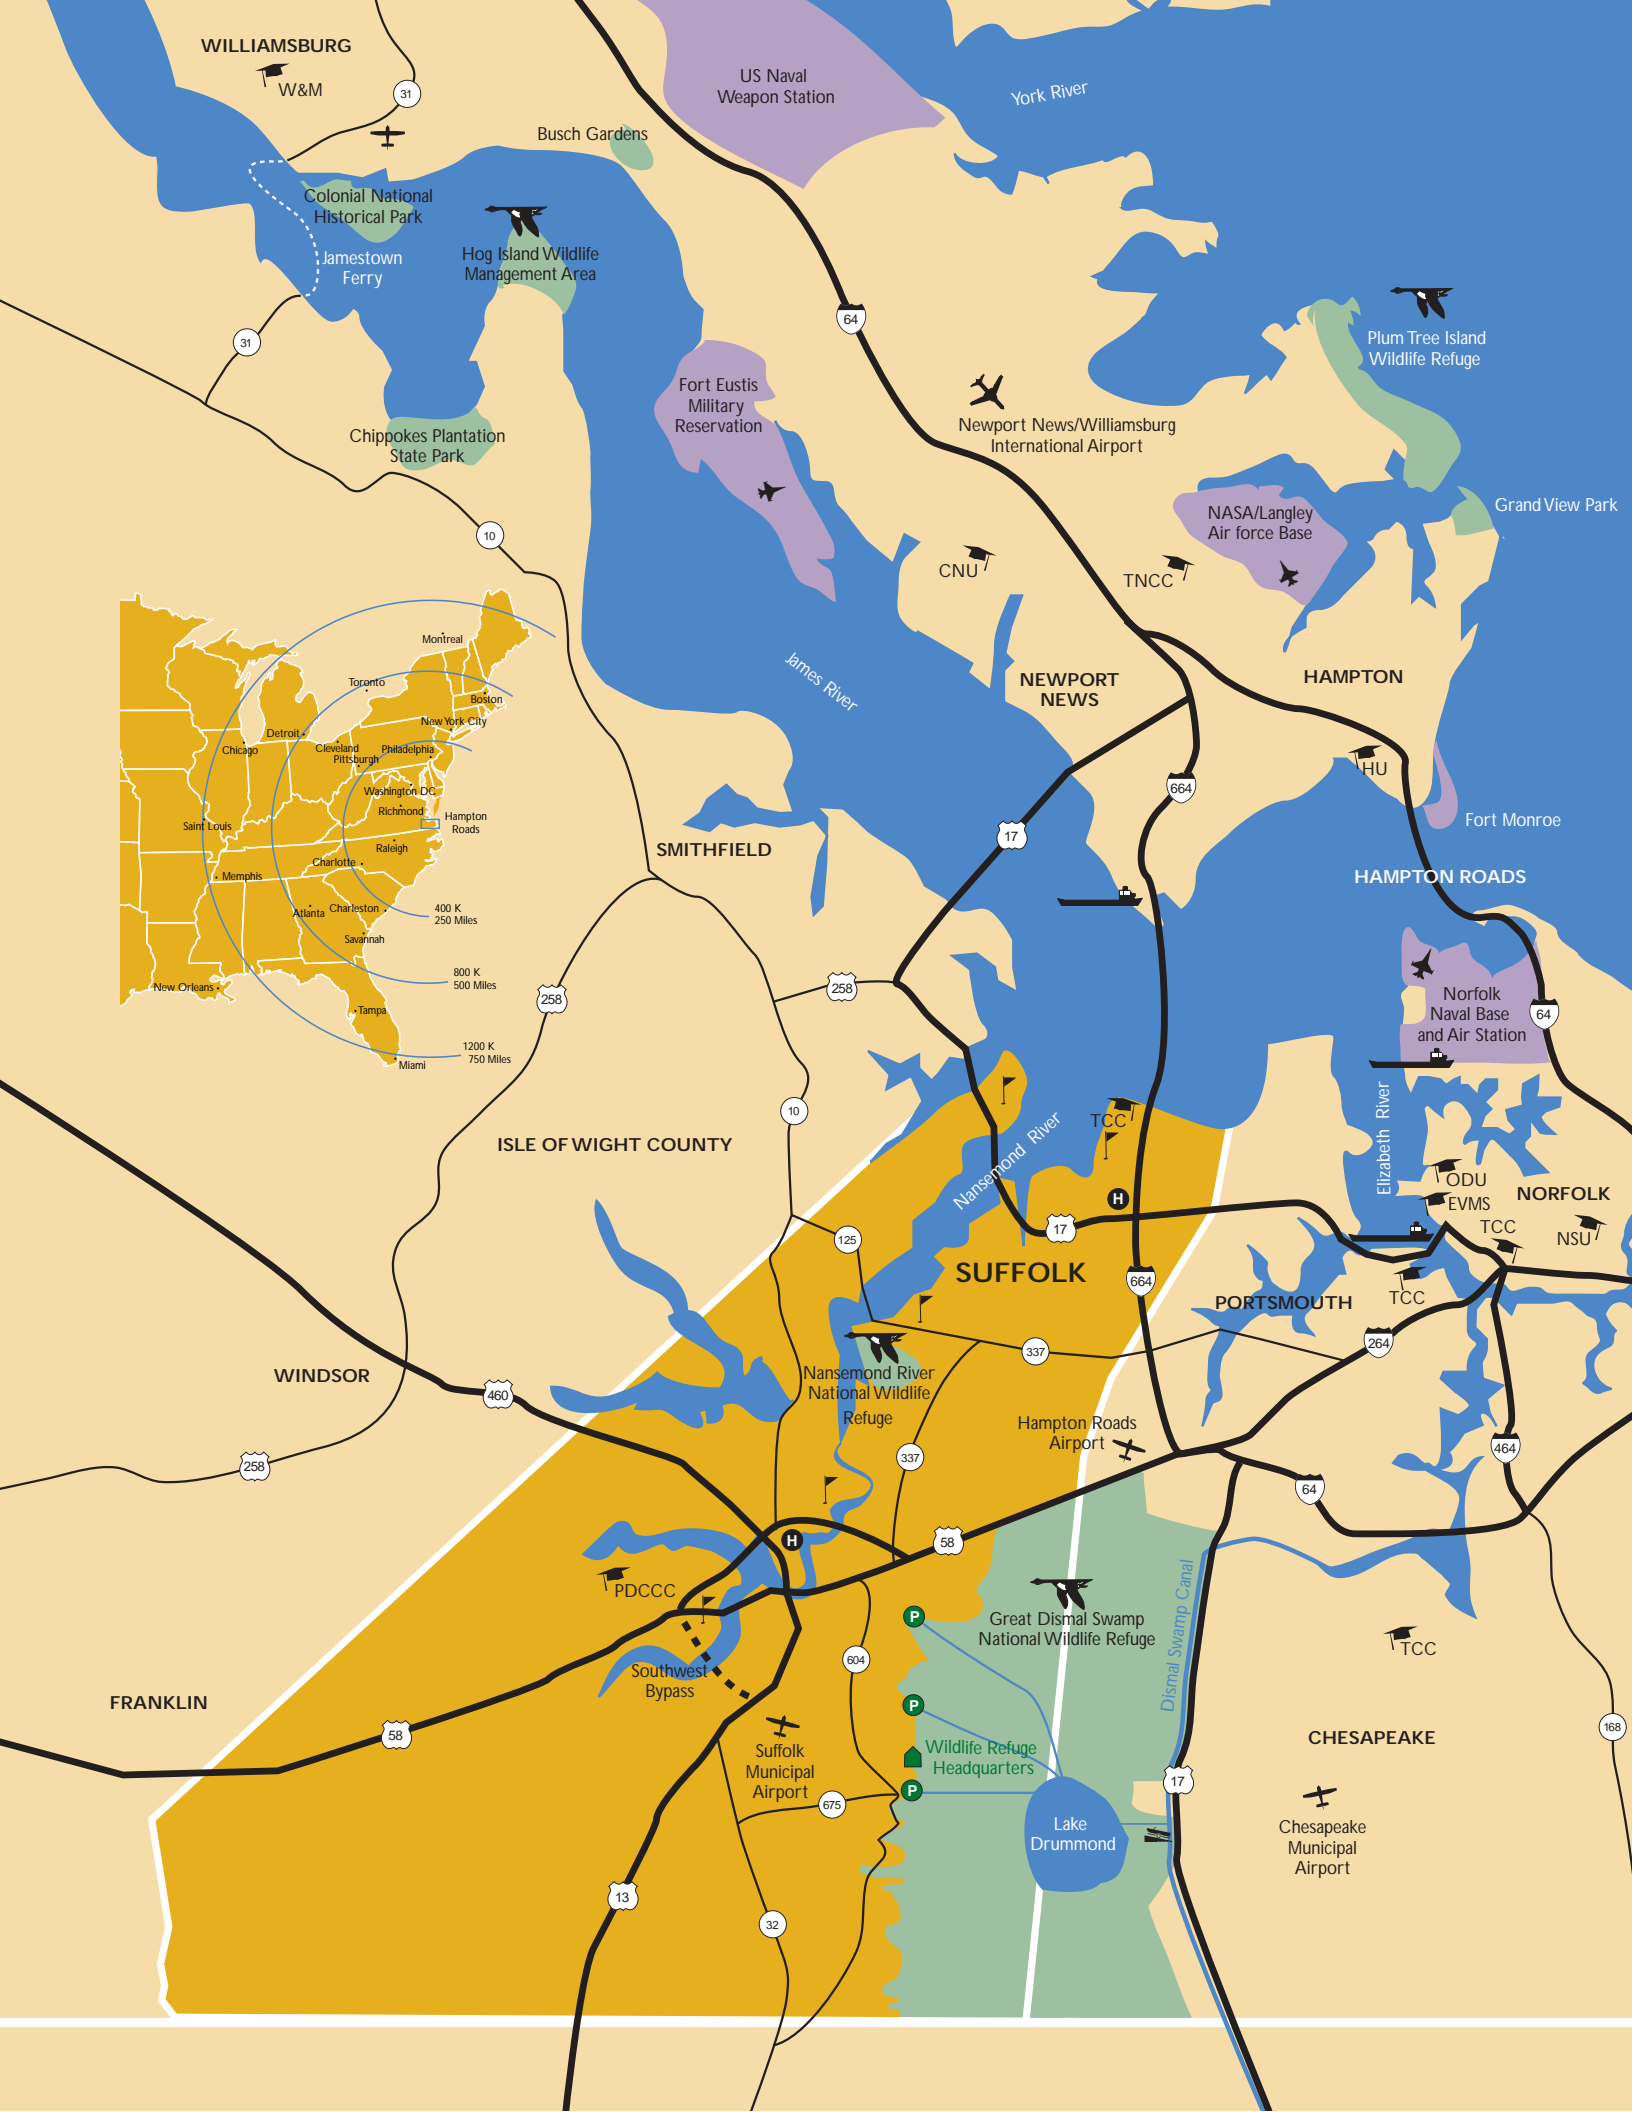 WILLIAMSBURG
W&M
31
US Naval
Weapon Station
York River
Busch Gardens
Colonial National
Historical Park
Jamestown
Ferry
Hog Island Wildlife
Management Area
31
64
Plum Tree Island
Wildlife Refuge
Fort Eustis
Military
Reservation
Newport News/Williamsburg
International Airport
Chippokes Plantation
State Park
10
NASA/Langley
Air force Base
Grand View Park
CNU
TNCC
James River
NEWPORT
NEWS
HAMPTON
HU
664
17
Fort Monroe
HAMPTON ROADS
SMITHFIELD
Montreal
Toronto
Boston
New York City
Detroit
Chicago
Cleveland
Pittsburgh
Philadelphia
Washington DC
Richmond
Hampton
Roads
Saint Louis
Raleigh
Charlotte
Memphis
Atlanta
Charleston
400 K
250 Miles
Savannah
800 K
500 Miles
New Orleans
Tampa
1200 K
750 Miles
Miami
258
258
Norfolk
Naval Base
and Air Station
64
10
TCC
Nansemond River
Elizabeth River
ISLE OF WIGHT COUNTY
ODU
EVMS
NORFOLK
H
TCC
NSU
125
17
SUFFOLK
664
PORTSMOUTH
TCC
264
337
WINDSOR
460
Nansemond River
National Wildlife
Refuge
Hampton Roads
Airport
337
464
258
64
H
58
PDCCC
P
Great Dismal Swamp
National Wildlife Refuge
Dismal Swamp Canal
TCC
604
Southwest
Bypass
FRANKLIN
58
P
168
CHESAPEAKE
Suffolk
Municipal
Airport
Wildlife Refuge
Headquarters
P
675
17
Lake
Drummond
Chesapeake
Municipal
Airport
13
32